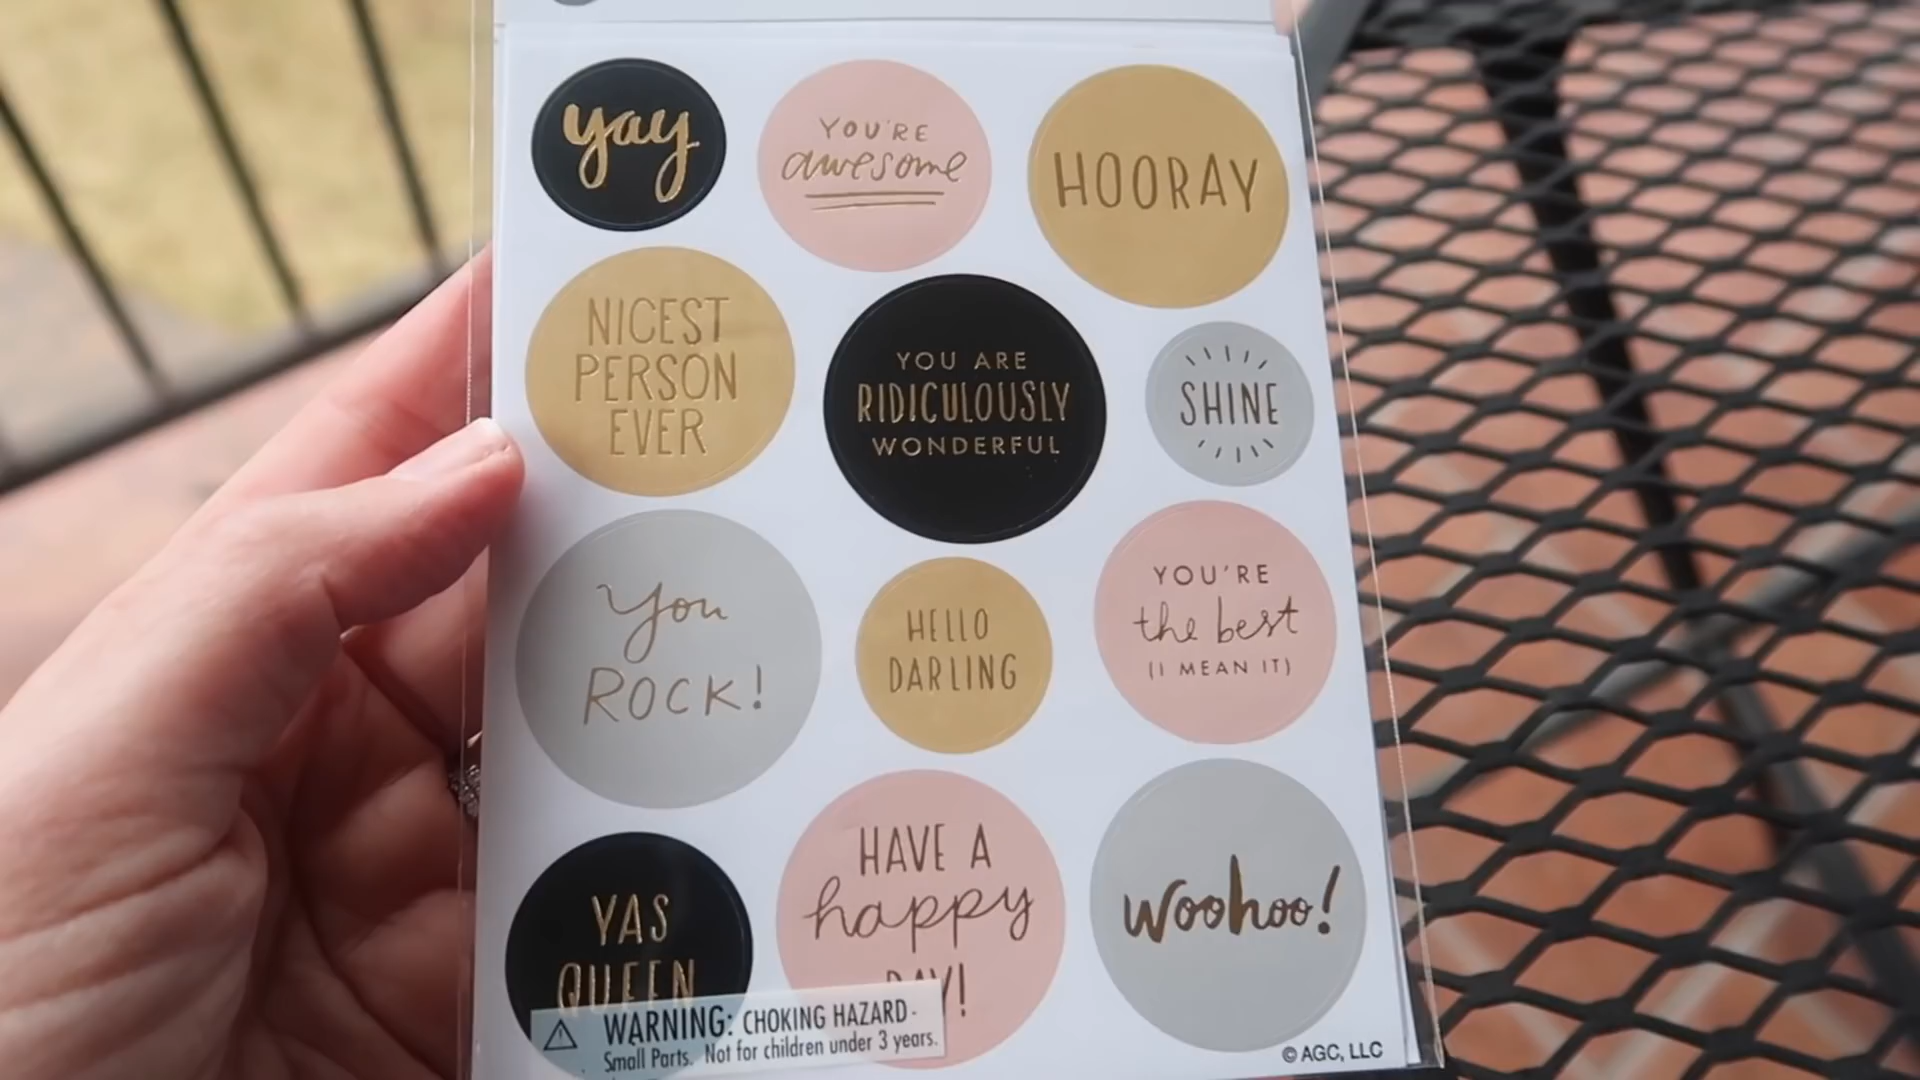 yay
YOU'RE
awesome
HOORAY
NICEST
PERSON
EVER
YOU ARE
RIDICULOUSLY
WONDERFUL
SHINE
You
ROCK!
HELLO
DARLING
YOU'RE
the best
(I MEAN IT)
YAS
QUEEN
HAVE A
happy
DAY!
woohoo!
WARNING: CHOKING HAZARD-
Small Parts. Not for children under 3 years.
© AGC, LLC